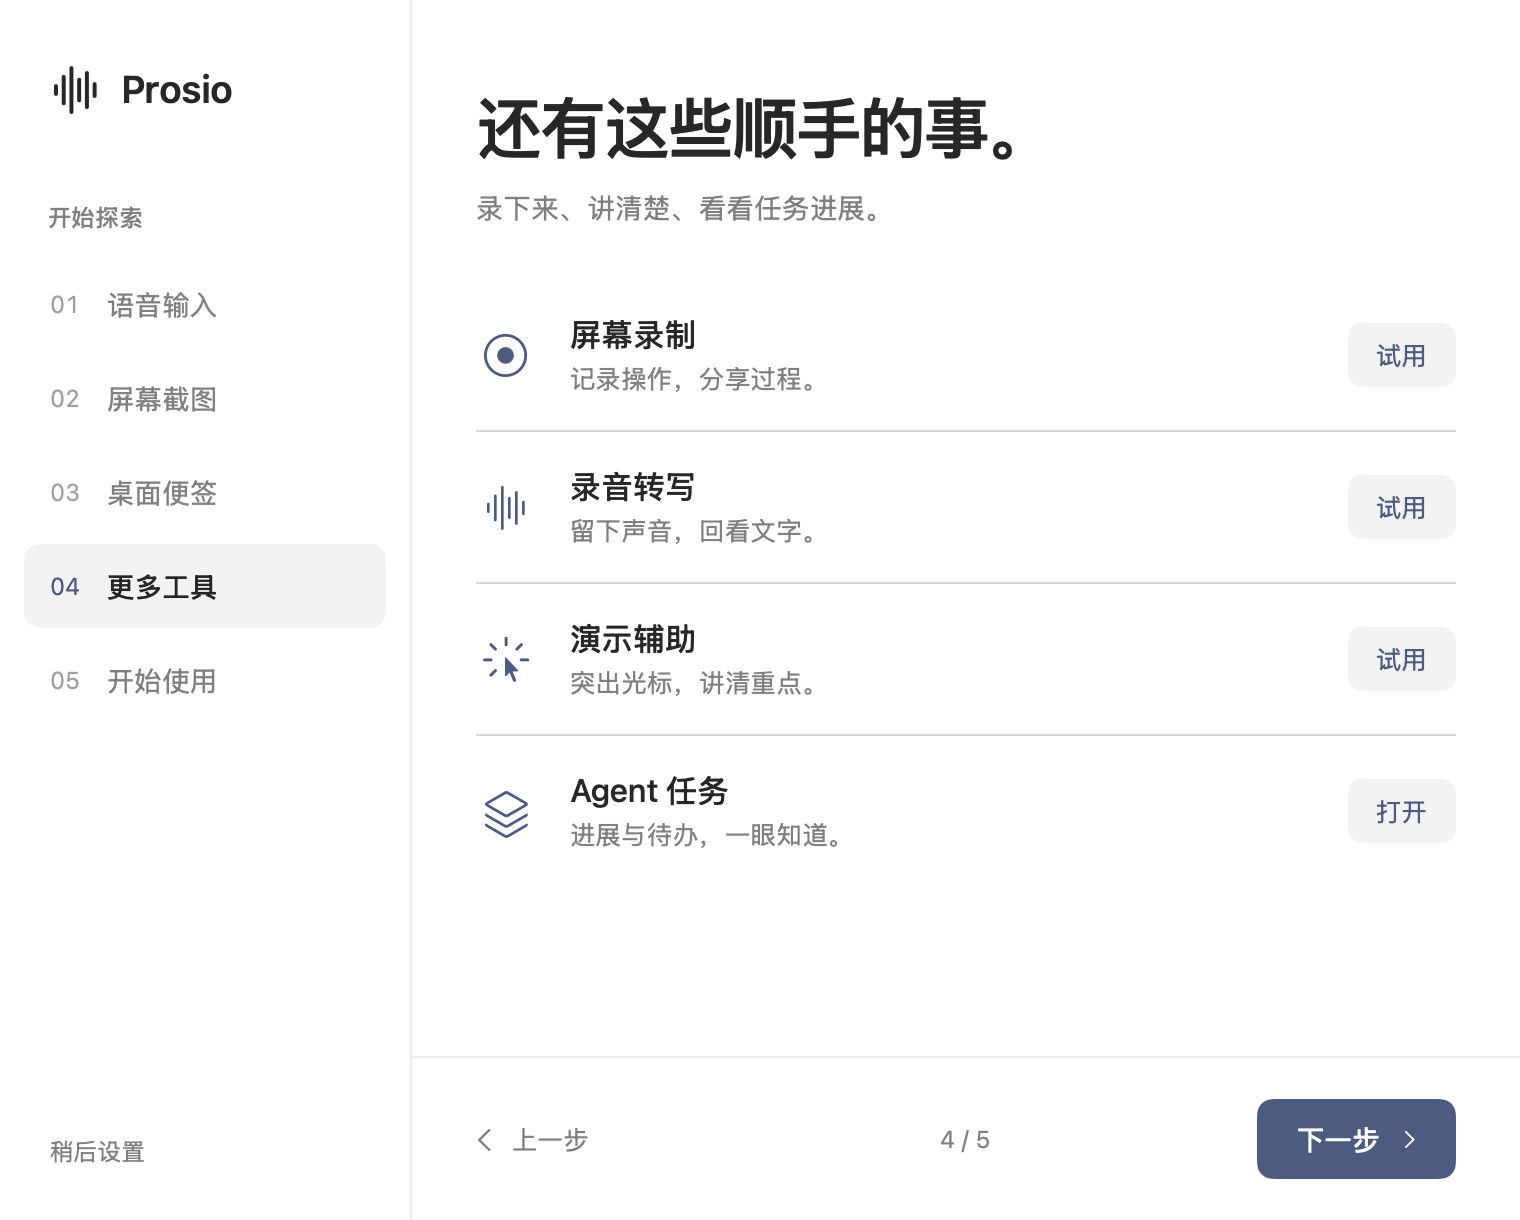 Prosio
开始探索
01 语音输入
02 屏幕截图
03 桌面便签
04 更多工具
05 开始使用
稍后设置
还有这些顺手的事。
录下来、讲清楚、看看任务进展。
屏幕录制
记录操作，分享过程。
试用
录音转写
留下声音，回看文字。
试用
演示辅助
突出光标，讲清重点。
试用
Agent 任务
进展与待办，一眼知道。
打开
上一步
4 / 5
下一步